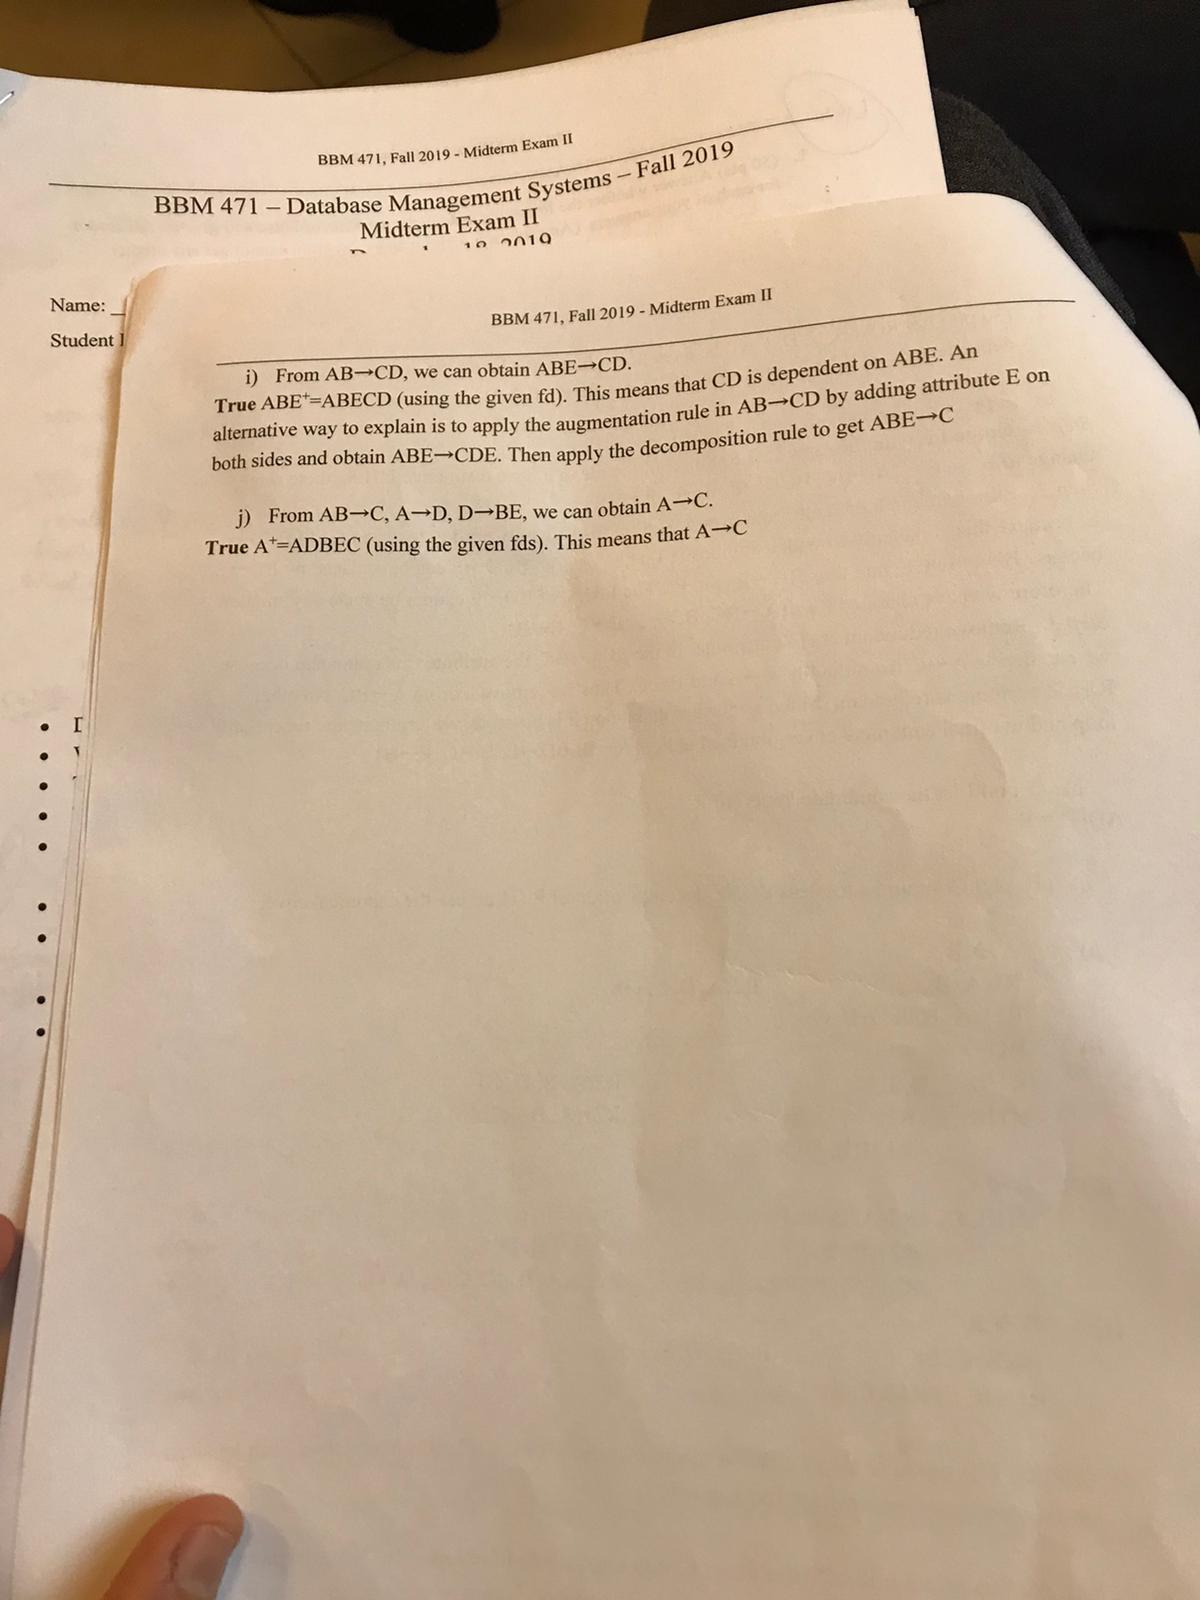 BBM 471, Fall 2019 - Midterm Exam II
BBM 471 – Database Management Systems – Fall 2019
Midterm Exam II
18, 2019
Name:
Student I
BBM 471, Fall 2019 - Midterm Exam II
i) From AB→CD, we can obtain ABE→CD.
True ABE⁺=ABECD (using the given fd). This means that CD is dependent on ABE. An
alternative way to explain is to apply the augmentation rule in AB→CD by adding attribute E on
both sides and obtain ABE→CDE. Then apply the decomposition rule to get ABE→C
j) From AB→C, A→D, D→BE, we can obtain A→C.
True A⁺=ADBEC (using the given fds). This means that A→C